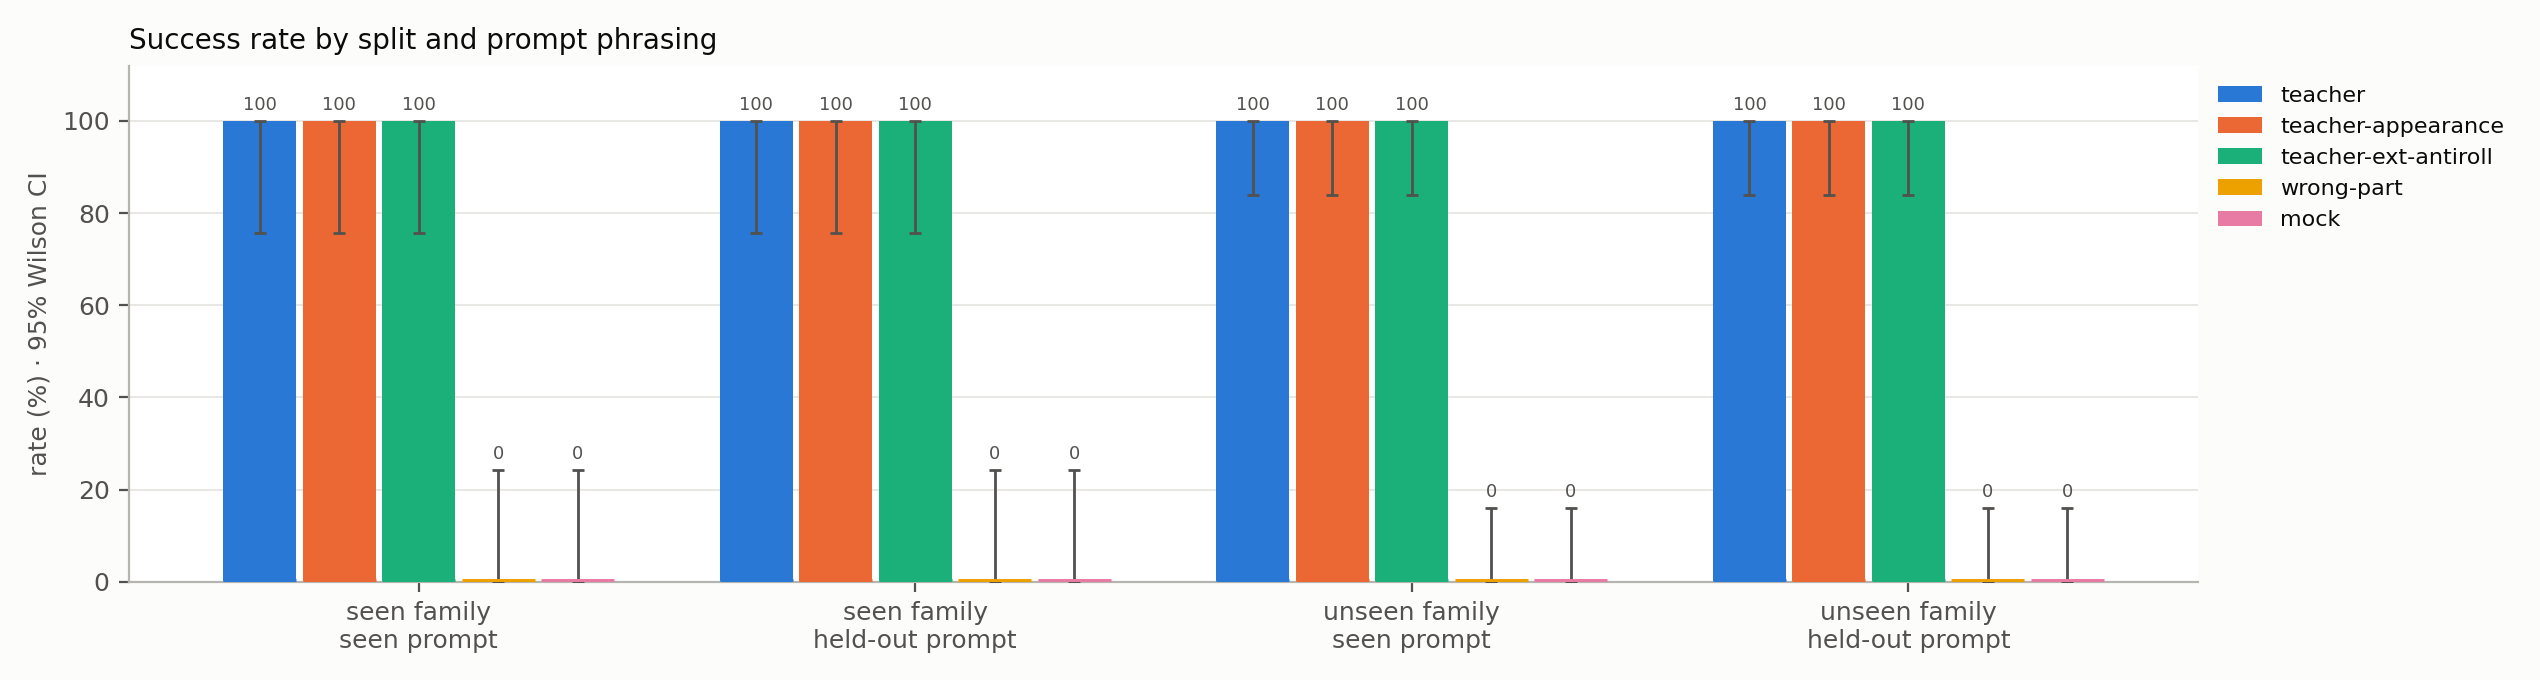 Success rate by split and prompt phrasing
rate (%) · 95% Wilson CI
100
80
60
40
20
0
100 100 100 0 0
100 100 100 0 0
100 100 100 0 0
100 100 100 0 0
seen family
seen prompt
seen family
held-out prompt
unseen family
seen prompt
unseen family
held-out prompt
teacher
teacher-appearance
teacher-ext-antiroll
wrong-part
mock